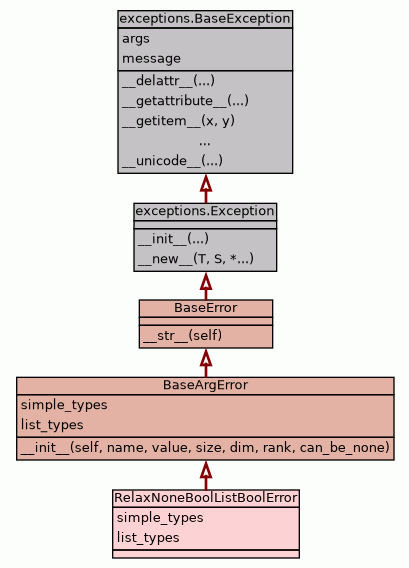 exceptions.BaseException
args
message
__delattr__(...)
__getattribute__(...)
__getitem__(x, y)
...
__unicode__(...)
exceptions.Exception
__init__(...)
__new__(T, S, *...)
BaseError
__str__(self)
BaseArgError
simple_types
list_types
__init__(self, name, value, size, dim, rank, can_be_none)
RelaxNoneBoolListBoolError
simple_types
list_types